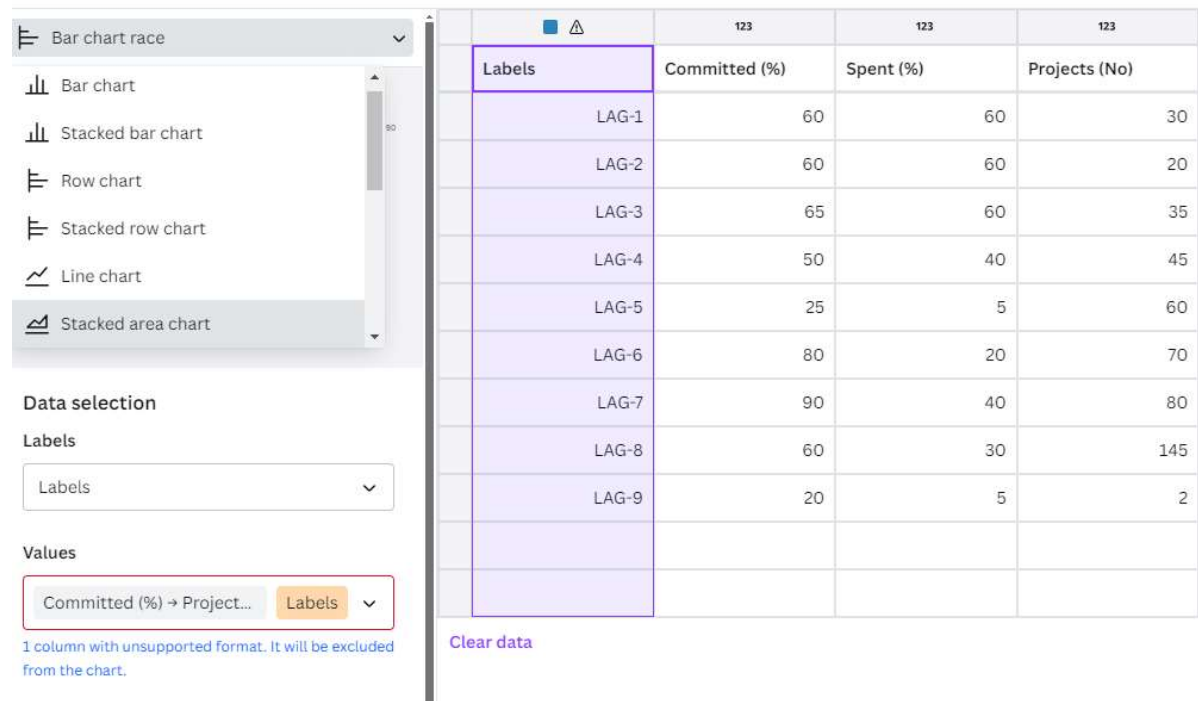 Bar chart race
Bar chart
Stacked bar chart
Row chart
Stacked row chart
Line chart
Stacked area chart
Data selection
Labels
Labels
Values
Committed (%) → Project... Labels
1 column with unsupported format. It will be excluded
from the chart.
123 123 123
Labels Committed (%) Spent (%) Projects (No)
LAG-1 60 60 30
LAG-2 60 60 20
LAG-3 65 60 35
LAG-4 50 40 45
LAG-5 25 5 60
LAG-6 80 20 70
LAG-7 90 40 80
LAG-8 60 30 145
LAG-9 20 5 2
Clear data